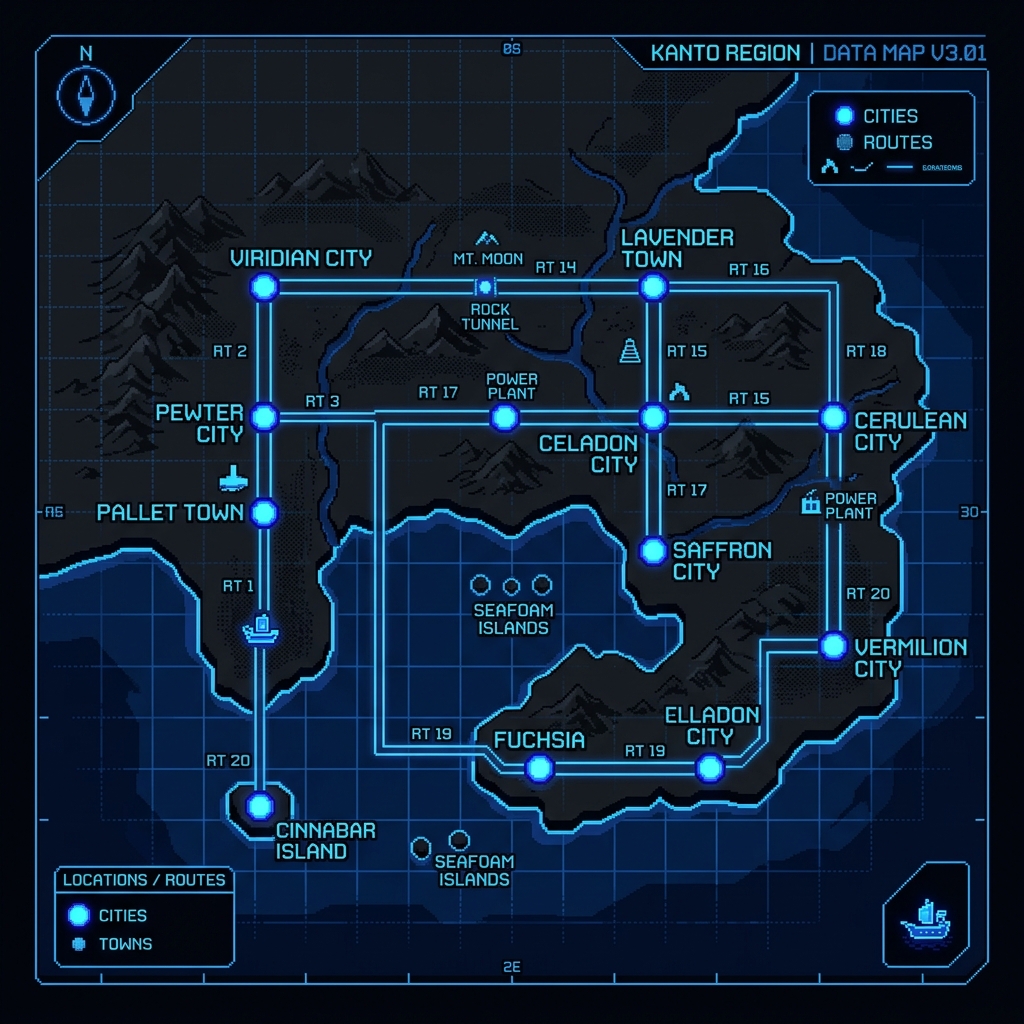 N
0S
KANTO REGION | DATA MAP V3.01
CITIES
ROUTES
VIRIDIAN CITY
MT. MOON
RT 14
LAVENDER
TOWN
RT 16
ROCK
TUNNEL
RT 2
RT 15
RT 18
RT 3
RT 17
POWER
PLANT
RT 15
PEWTER
CITY
CELADON
CITY
CERULEAN
CITY
RT 17
POWER
PLANT
A5
PALLET TOWN
30
SAFFRON
CITY
RT 1
SEAFOAM
ISLANDS
RT 20
VERMILION
CITY
ELLADON
CITY
RT 19
FUCHSIA
RT 19
RT 20
CINNABAR
ISLAND
SEAFOAM
ISLANDS
LOCATIONS / ROUTES
CITIES
TOWNS
2E